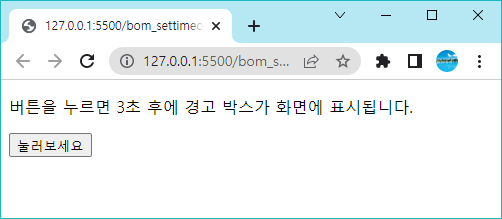 127.0.0.1:5500/bom_settimeo
127.0.0.1:5500/bom_s...
버튼을 누르면 3초 후에 경고 박스가 화면에 표시됩니다.
눌러보세요